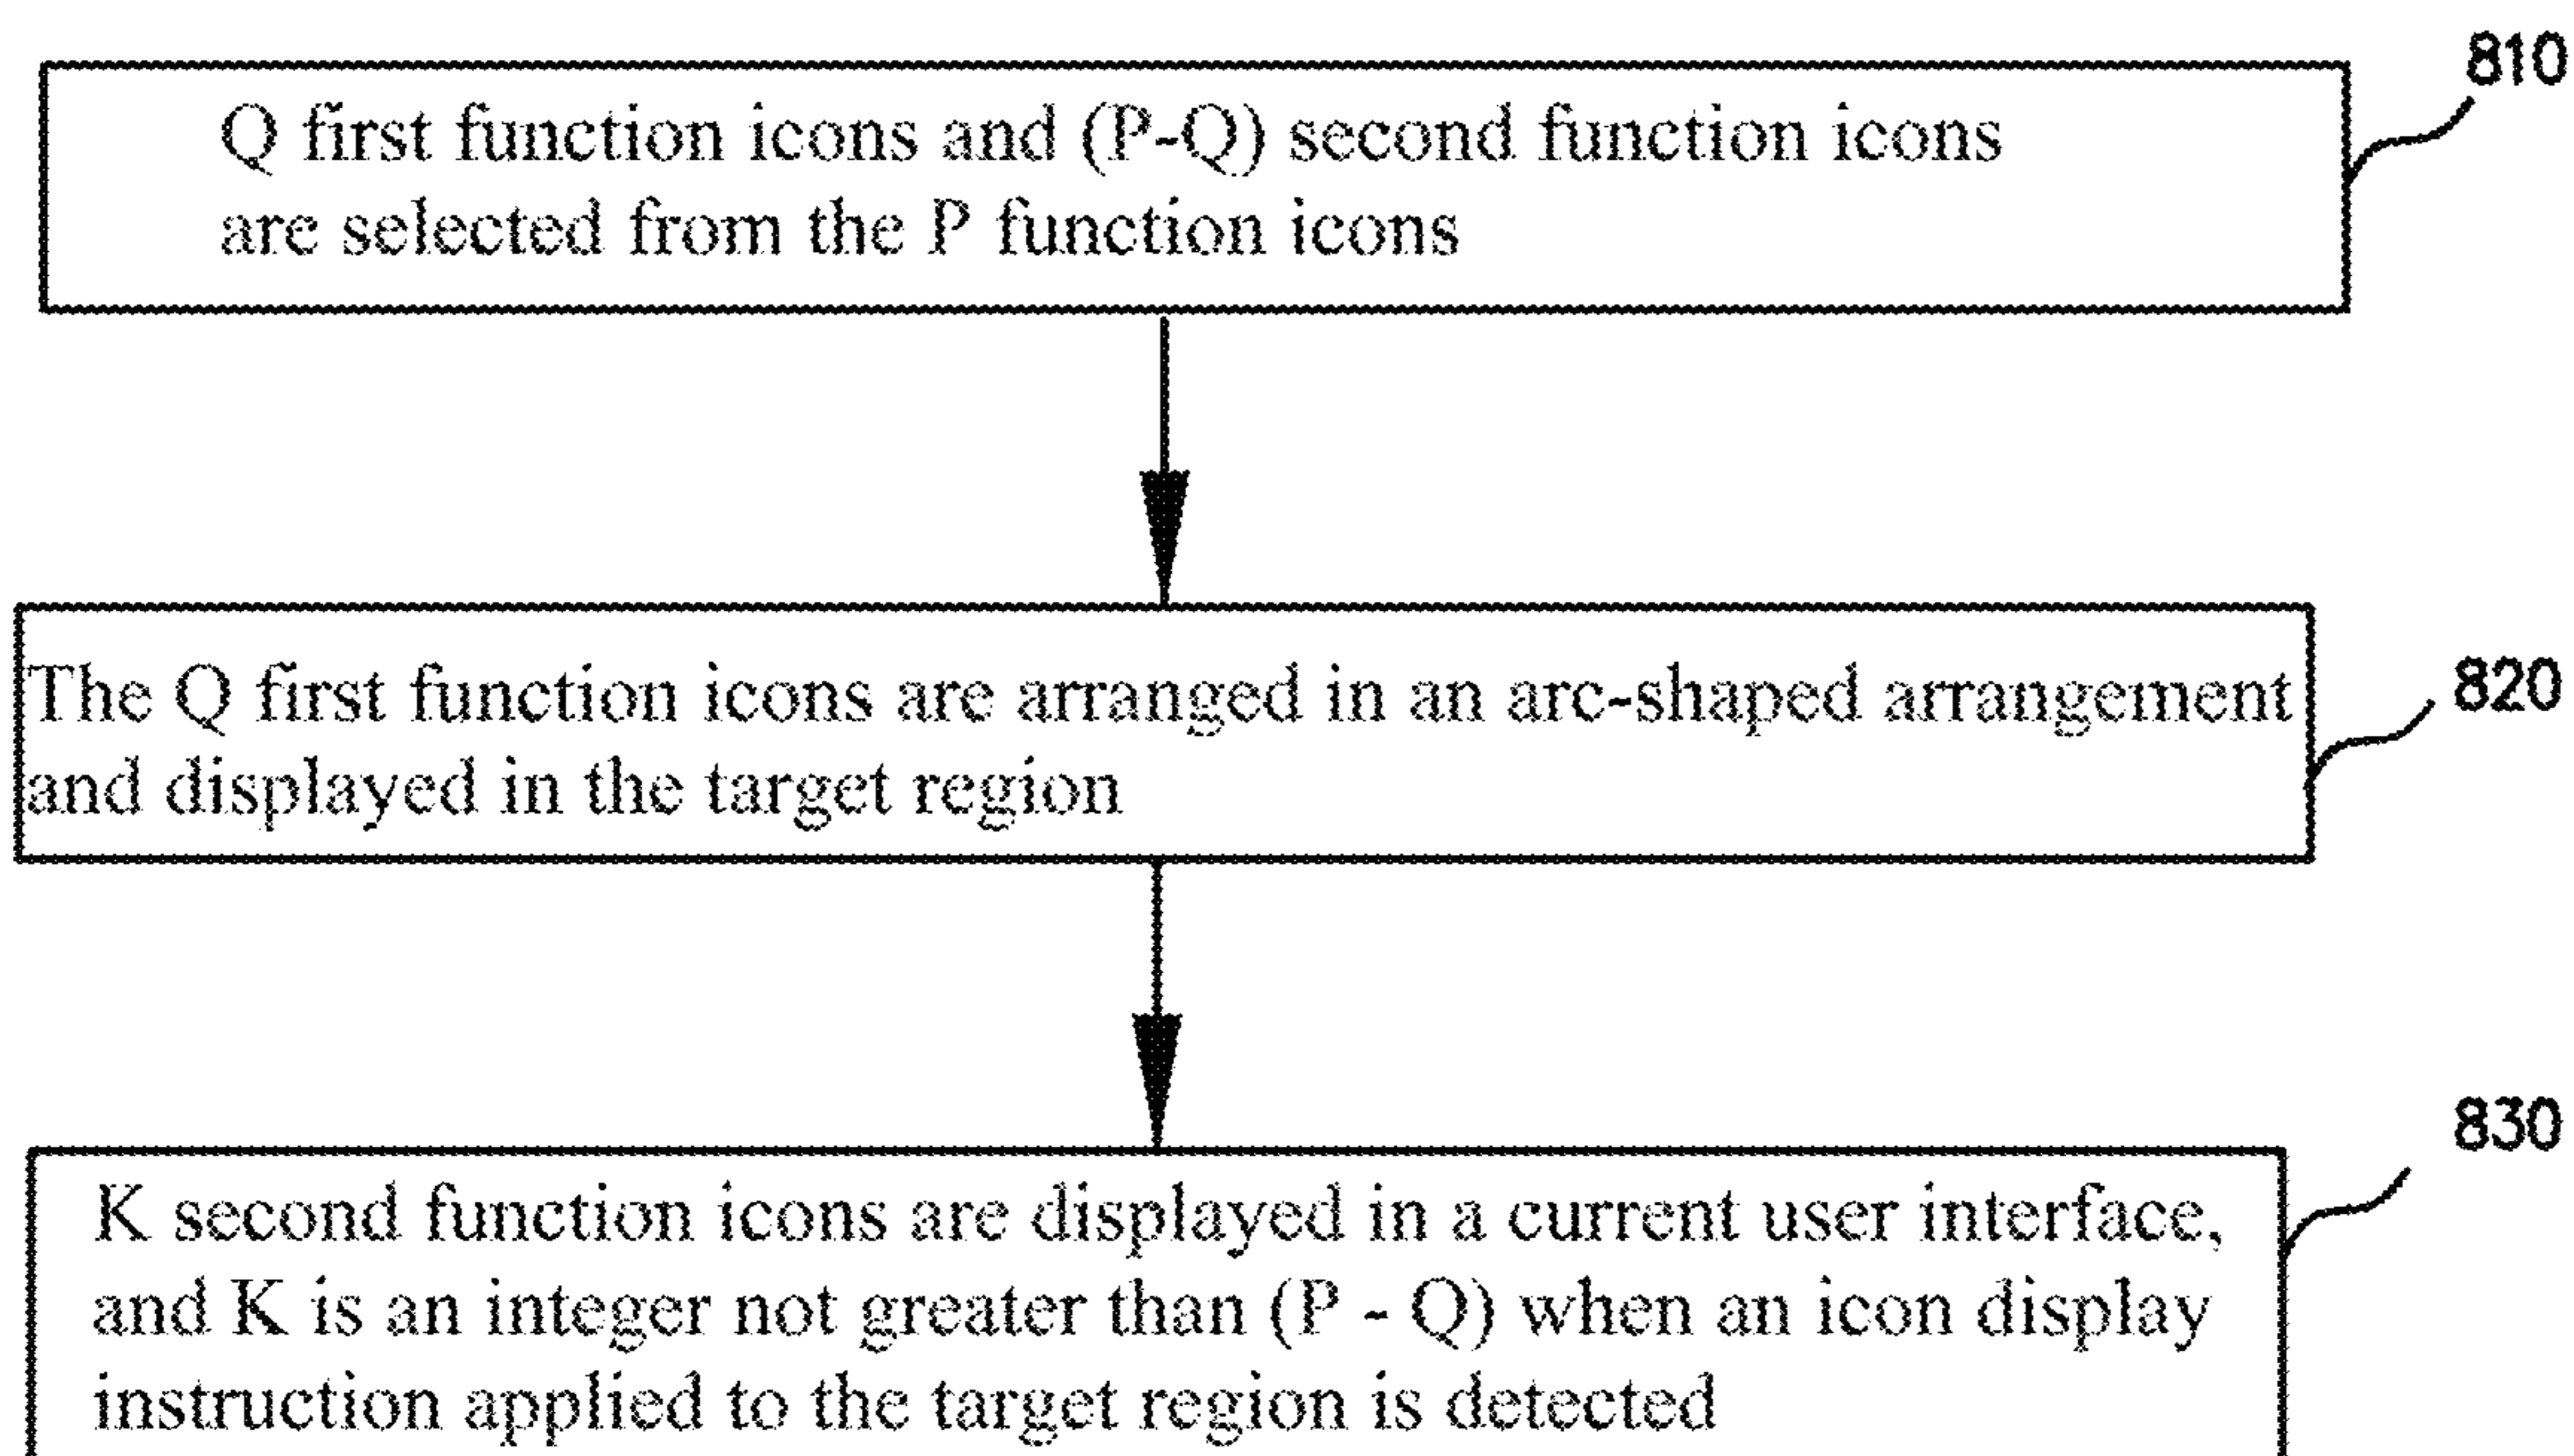 810
Q first function icons and (P-Q) second function icons
are selected from the P function icons
820
The Q first function icons are arranged in an arc-shaped arrangement
and displayed in the target region
830
K second function icons are displayed in a current user interface,
and K is an integer not greater than (P - Q) when an icon display
instruction applied to the target region is detected